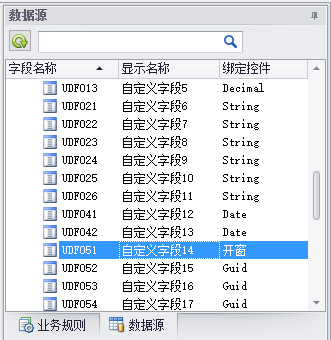 数据源
字段名称 显示名称 绑定控件
UDF013 自定义字段5 Decimal
UDF021 自定义字段6 String
UDF022 自定义字段7 String
UDF023 自定义字段8 String
UDF024 自定义字段9 String
UDF025 自定义字段10 String
UDF026 自定义字段11 String
UDF041 自定义字段12 Date
UDF042 自定义字段13 Date
UDF051 自定义字段14 开窗
UDF052 自定义字段15 Guid
UDF053 自定义字段16 Guid
UDF054 自定义字段17 Guid
业务规则 数据源